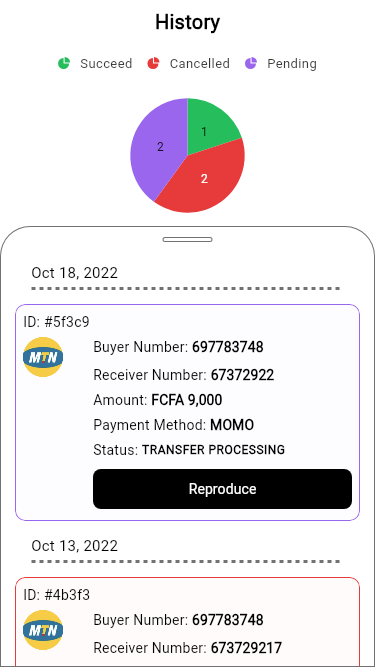 History
Succeed Cancelled Pending
1
2
2
Oct 18, 2022
ID: #5f3c9
MTN
Buyer Number: 697783748
Receiver Number: 67372922
Amount: FCFA 9,000
Payment Method: MOMO
Status: TRANSFER PROCESSING
Reproduce
Oct 13, 2022
ID: #4b3f3
MTN
Buyer Number: 697783748
Receiver Number: 673729217